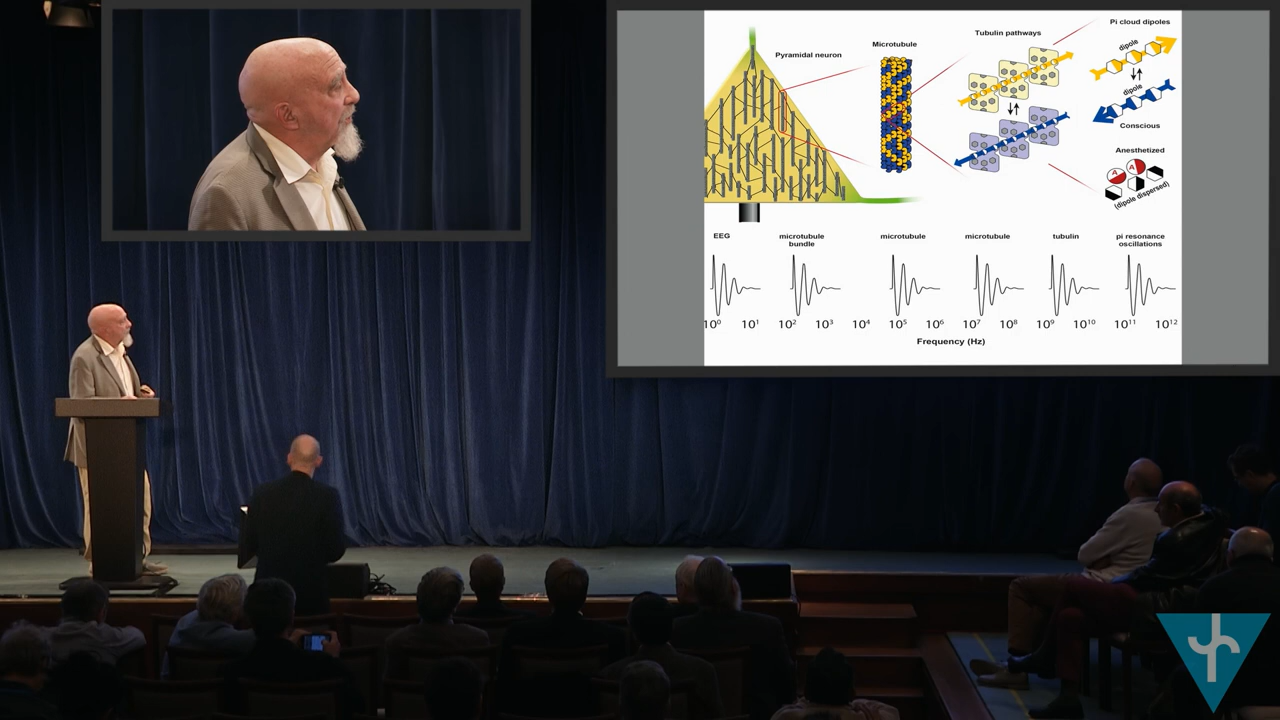 Pi cloud dipoles
Tubulin pathways
Microtubule
Pyramidal neuron
dipole
dipole
Conscious
Anesthetized
A A
(dipole dispersed)
EEG microtubule bundle microtubule microtubule tubulin pi resonance oscillations
10⁰ 10¹ 10² 10³ 10⁴ 10⁵ 10⁶ 10⁷ 10⁸ 10⁹ 10¹⁰ 10¹¹ 10¹²
Frequency (Hz)